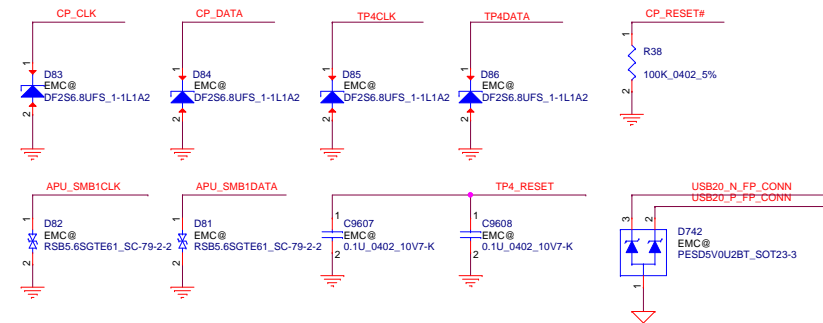 CP_CLK
CP_DATA
TP4CLK
TP4DATA
CP_RESET#
1
D83
EMC@
DF2S6.8UFS_1-1L1A2
2
1
D84
EMC@
DF2S6.8UFS_1-1L1A2
2
1
D85
EMC@
DF2S6.8UFS_1-1L1A2
2
1
D86
EMC@
DF2S6.8UFS_1-1L1A2
2
1
R38
100K_0402_5%
2
APU_SMB1CLK
APU_SMB1DATA
TP4_RESET
USB20_N_FP_CONN
USB20_P_FP_CONN
1
D82
EMC@
RSB5.6SGTE61_SC-79-2-2
2
1
D81
EMC@
RSB5.6SGTE61_SC-79-2-2
2
1
C9607
EMC@
0.1U_0402_10V7-K
2
1
C9608
EMC@
0.1U_0402_10V7-K
2
3
2
D742
EMC@
PESD5V0U2BT_SOT23-3
1